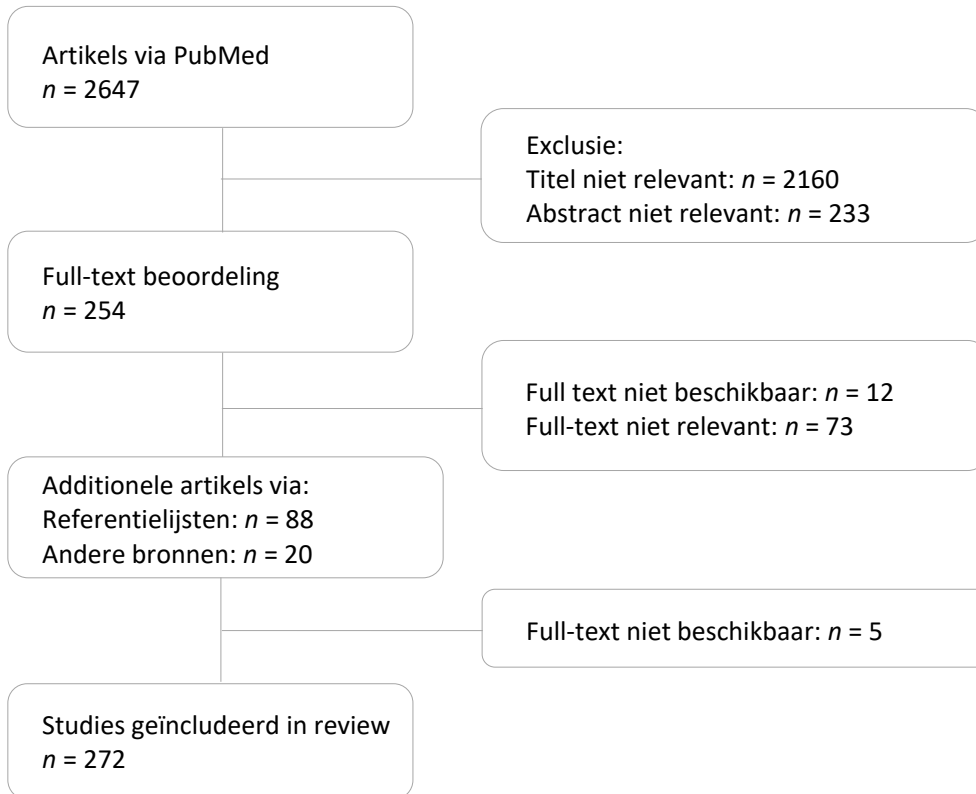 Artikels via PubMed
n = 2647
Exclusie:
Titel niet relevant: n = 2160
Abstract niet relevant: n = 233
Full-text beoordeling
n = 254
Full text niet beschikbaar: n = 12
Full-text niet relevant: n = 73
Additionele artikels via:
Referentielijsten: n = 88
Andere bronnen: n = 20
Full-text niet beschikbaar: n = 5
Studies geïncludeerd in review
n = 272